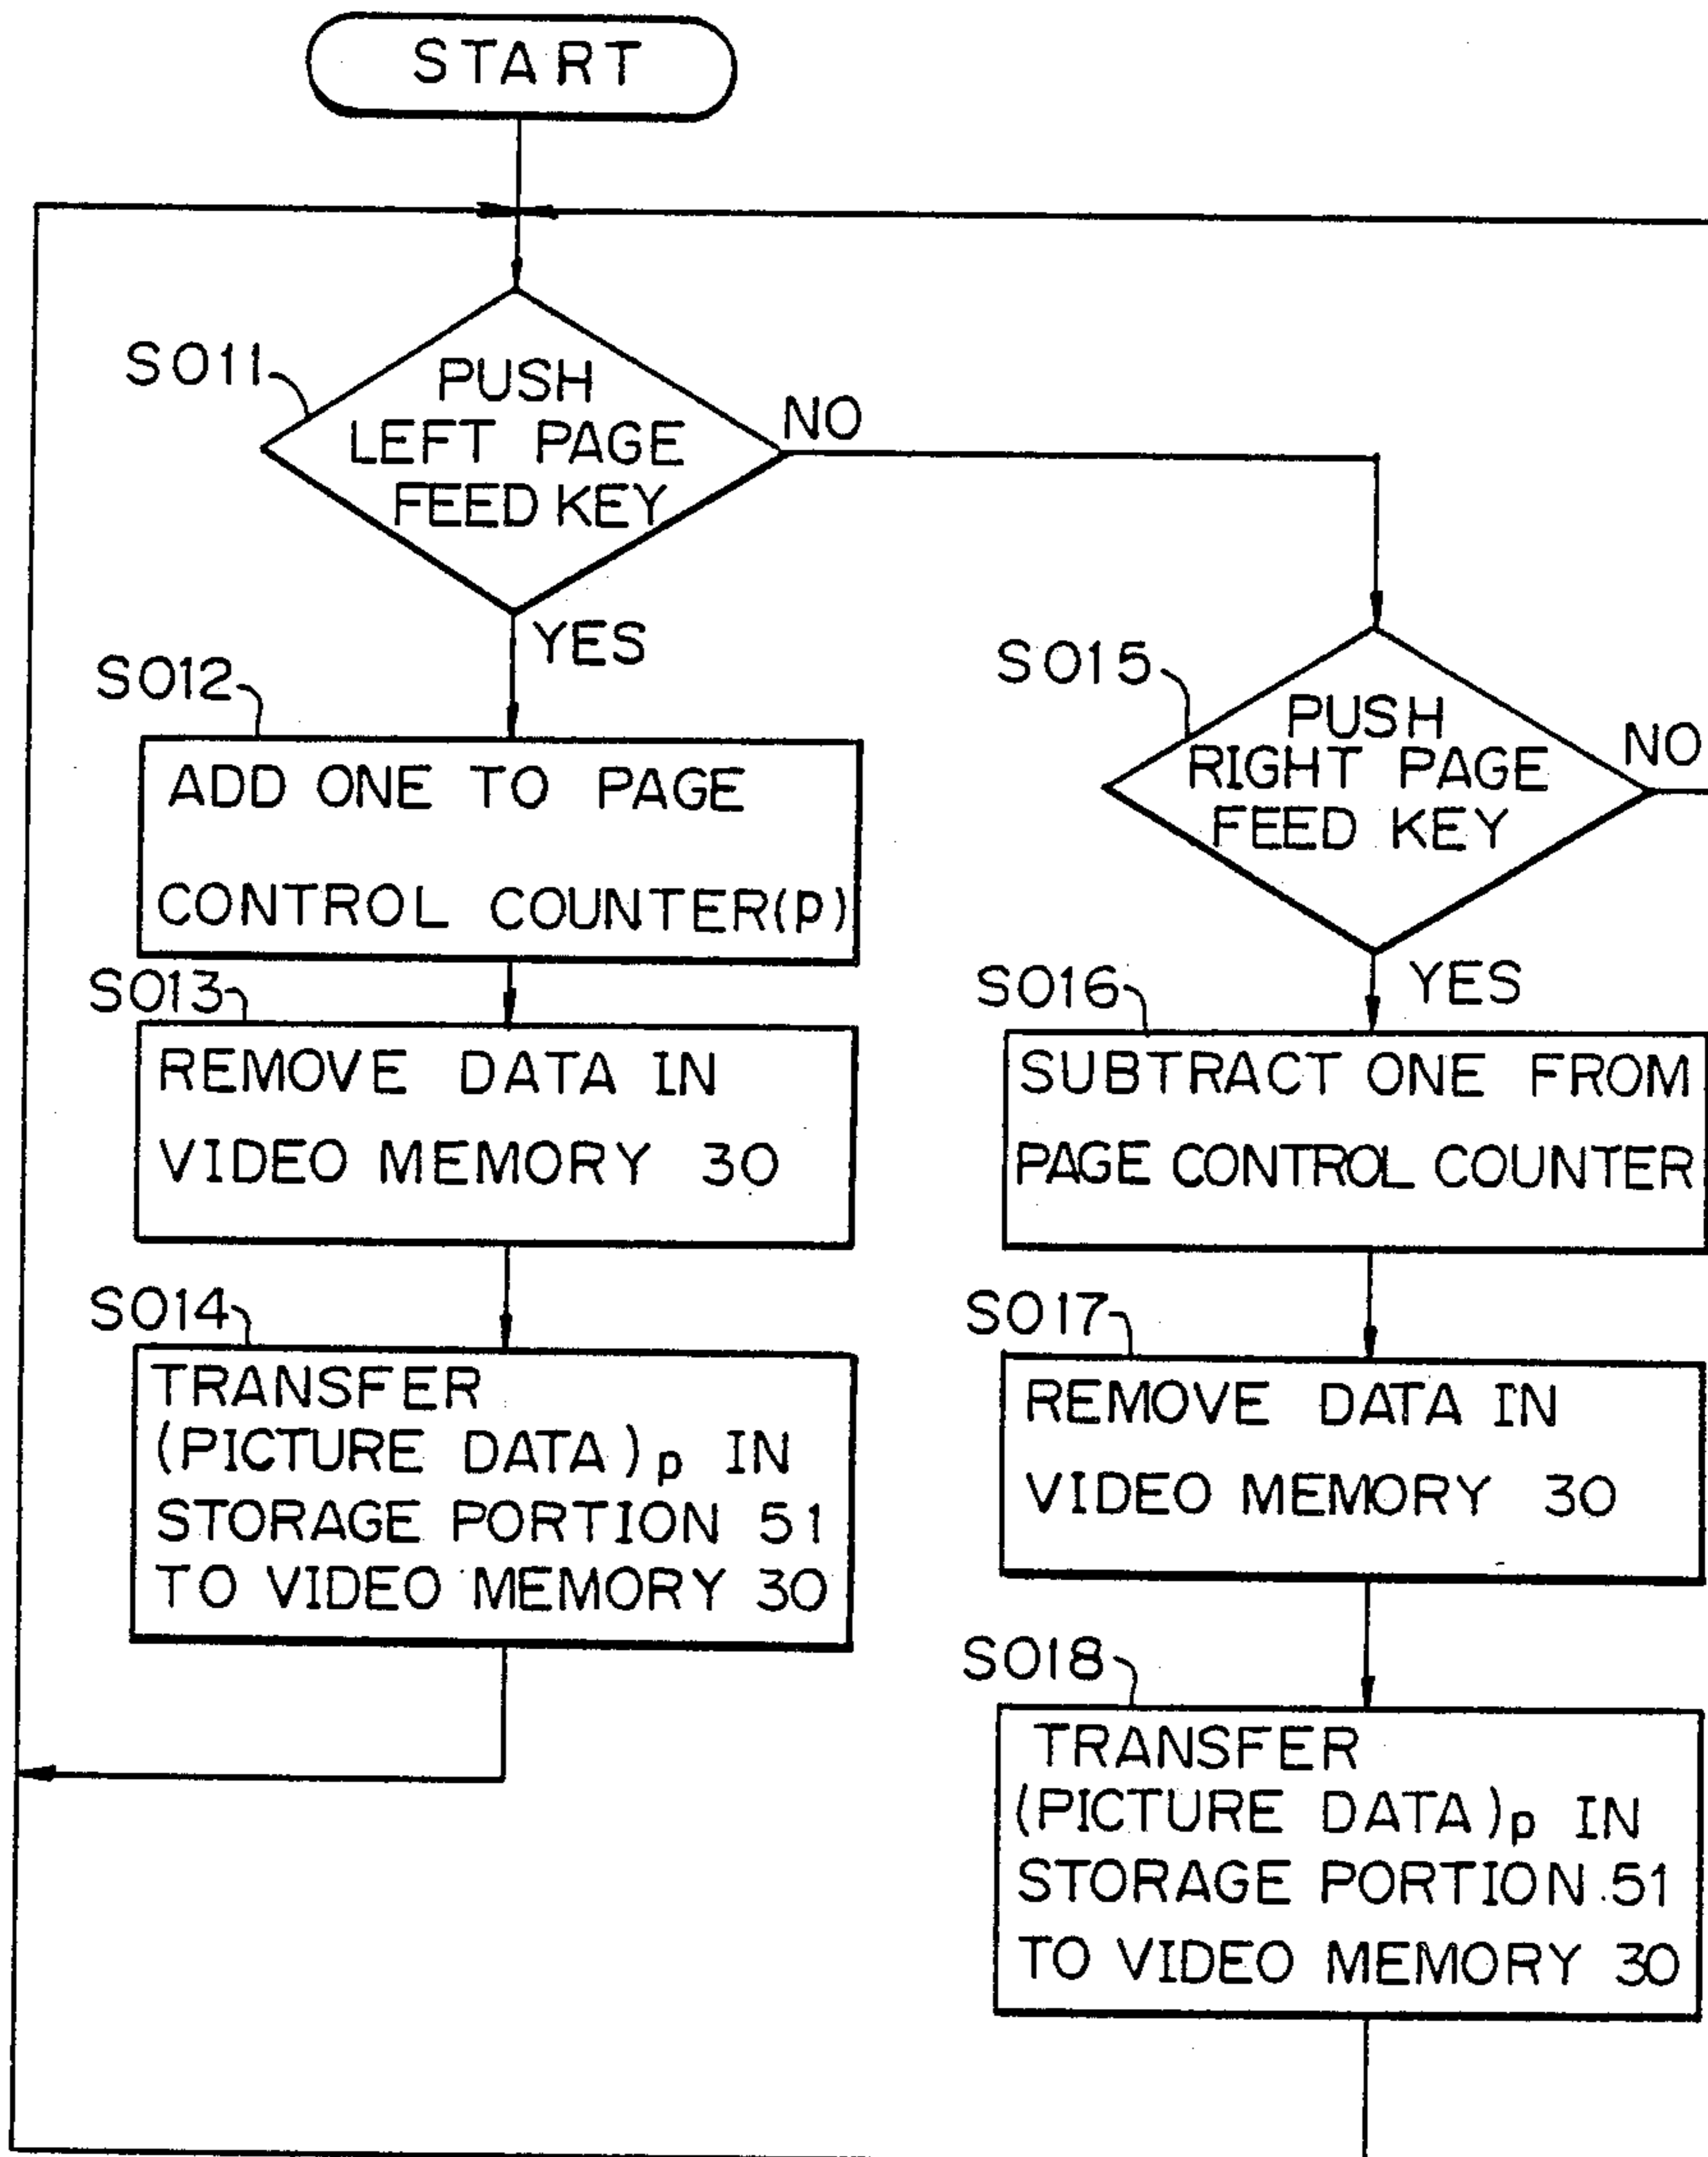 START
S011
PUSH
LEFT PAGE
FEED KEY
NO
YES
S012
ADD ONE TO PAGE
CONTROL COUNTER(P)
S013
REMOVE DATA IN
VIDEO MEMORY 30
S014
TRANSFER
(PICTURE DATA)p IN
STORAGE PORTION 51
TO VIDEO MEMORY 30
S015
PUSH
RIGHT PAGE
FEED KEY
NO
YES
S016
SUBTRACT ONE FROM
PAGE CONTROL COUNTER
S017
REMOVE DATA IN
VIDEO MEMORY 30
S018
TRANSFER
(PICTURE DATA)p IN
STORAGE PORTION 51
TO VIDEO MEMORY 30